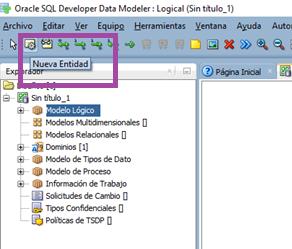 Oracle SQL Developer Data Modeler : Logical (Sin título_1)
Archivo Editar Ver Equipo Herramientas Ventana Ayuda
Nueva Entidad
Explorador
Página Inicial
Sin título_1
Modelo Lógico
Modelos Multidimensionales []
Modelos Relacionales []
Dominios [1]
Modelo de Tipos de Dato
Modelo de Proceso
Información de Trabajo
Solicitudes de Cambio []
Tipos Confidenciales []
Políticas de TSDP []